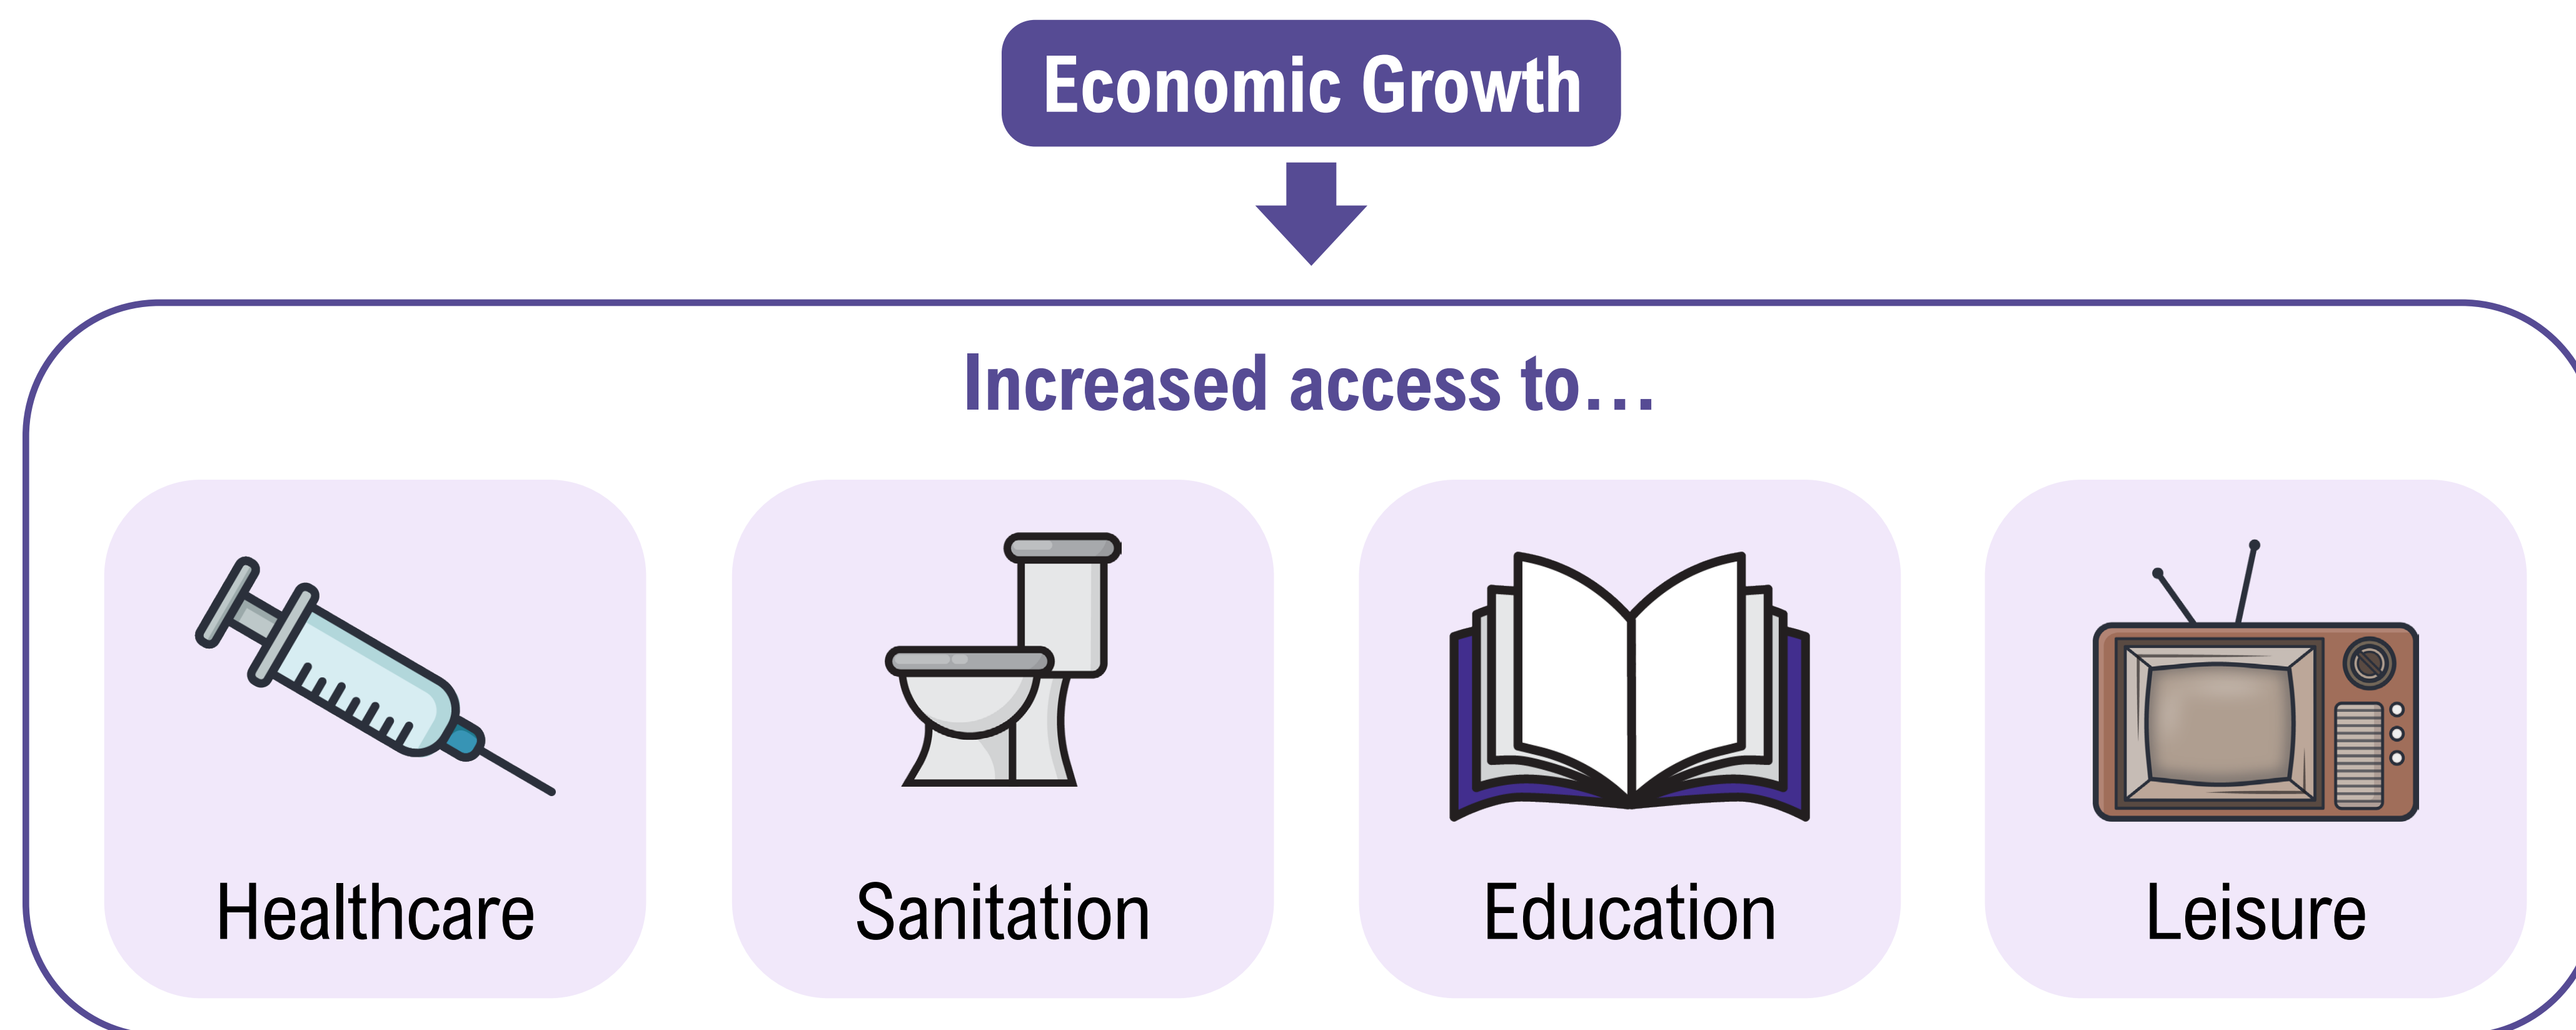 Economic Growth
Increased access to…
Healthcare
Sanitation
Education
Leisure